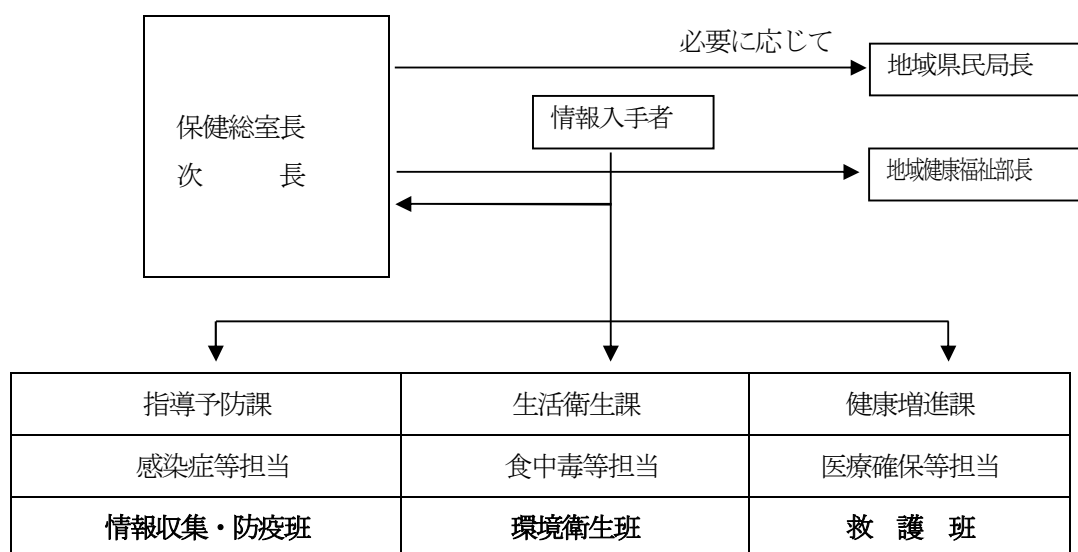 必要に応じて
地域県民局長
情報入手者
保健総室長
次　　長
地域健康福祉部長
指導予防課　生活衛生課　健康増進課
感染症等担当　食中毒等担当　医療確保等担当
情報収集・防疫班　環境衛生班　救　護　班